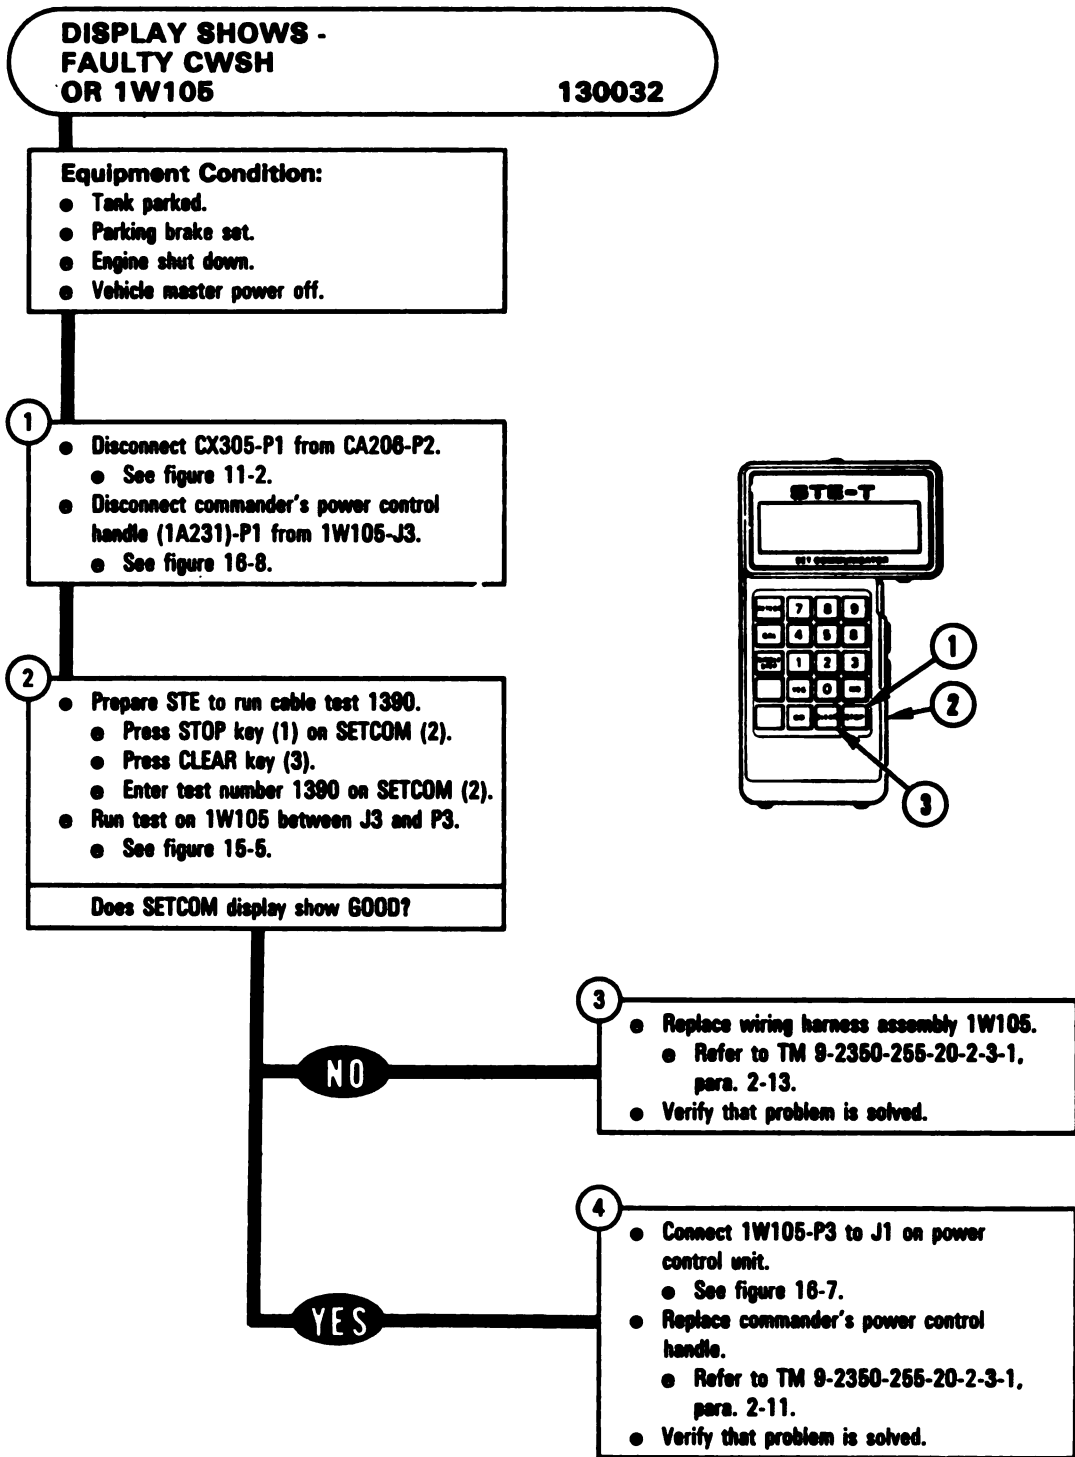 DISPLAY SHOWS -
FAULTY CWSH
OR 1W105 130032
Equipment Condition:
● Tank parked.
● Parking brake set.
● Engine shut down.
● Vehicle master power off.
1
● Disconnect CX305-P1 from CA206-P2.
● See figure 11-2.
● Disconnect commander's power control
handle (1A231)-P1 from 1W105-J3.
● See figure 16-8.
2
● Prepare STE to run cable test 1390.
● Press STOP key (1) on SETCOM (2).
● Press CLEAR key (3).
● Enter test number 1390 on SETCOM (2).
● Run test on 1W105 between J3 and P3.
● See figure 15-5.
Does SETCOM display show GOOD?
STE-T
7 8 9
4 5 6
1 2 3
0
1
2
3
NO
3
● Replace wiring harness assembly 1W105.
● Refer to TM 9-2350-255-20-2-3-1,
para. 2-13.
● Verify that problem is solved.
YES
4
● Connect 1W105-P3 to J1 on power
control unit.
● See figure 16-7.
● Replace commander's power control
handle.
● Refer to TM 9-2350-255-20-2-3-1,
para. 2-11.
● Verify that problem is solved.